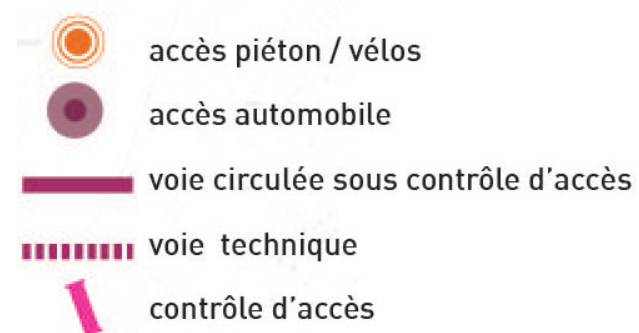 accès piéton / vélos
accès automobile
voie circulée sous contrôle d’accès
voie technique
contrôle d’accès